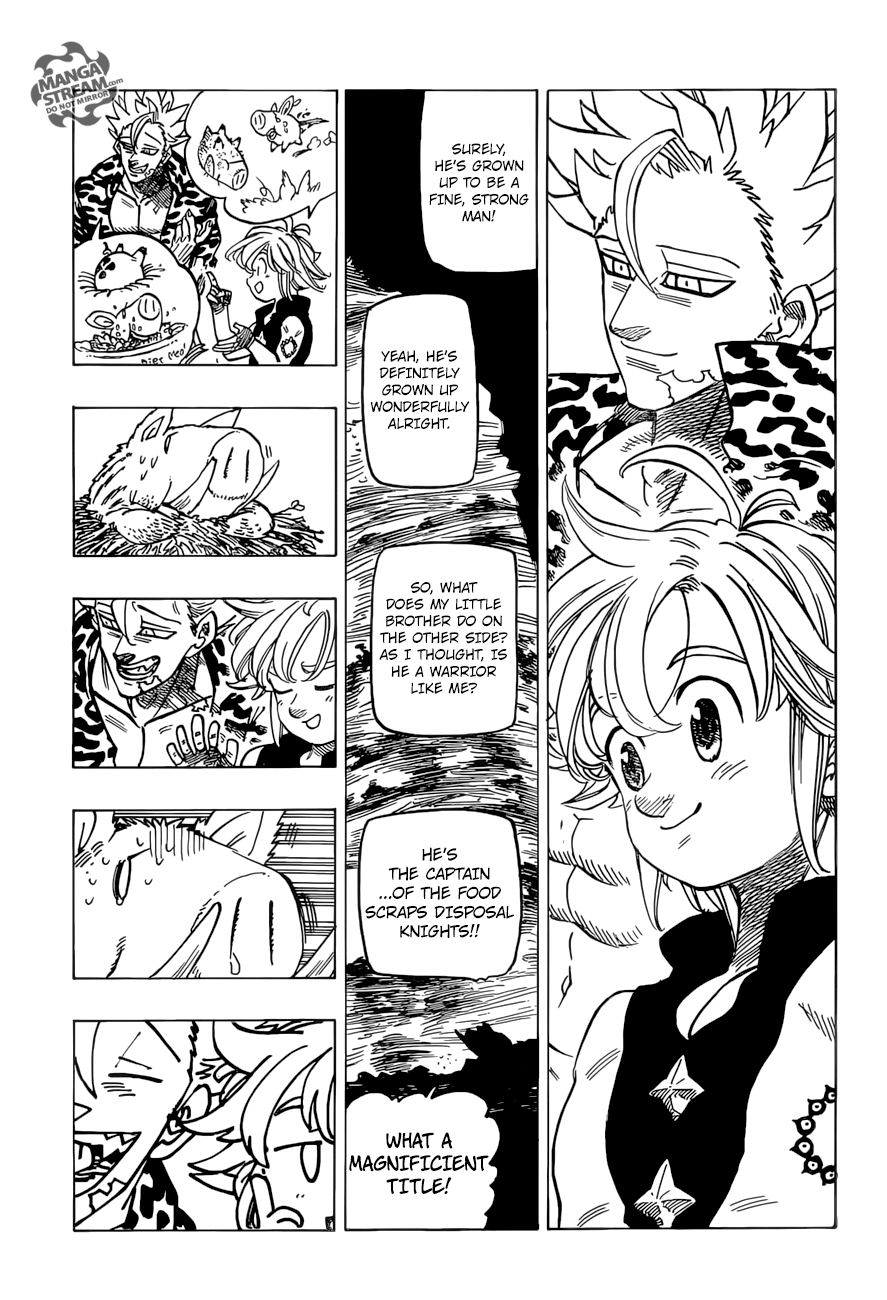 MANGA
STREAM.com
DO NOT MIRROR
SURELY,
HE'S GROWN
UP TO BE A
FINE, STRONG
MAN!
YEAH, HE'S
DEFINITELY
GROWN UP
WONDERFULLY
ALRIGHT.
SO, WHAT
DOES MY LITTLE
BROTHER DO ON
THE OTHER SIDE?
AS I THOUGHT, IS
HE A WARRIOR
LIKE ME?
HE'S
THE CAPTAIN
...OF THE FOOD
SCRAPS DISPOSAL
KNIGHTS!!
WHAT A
MAGNIFICIENT
TITLE!